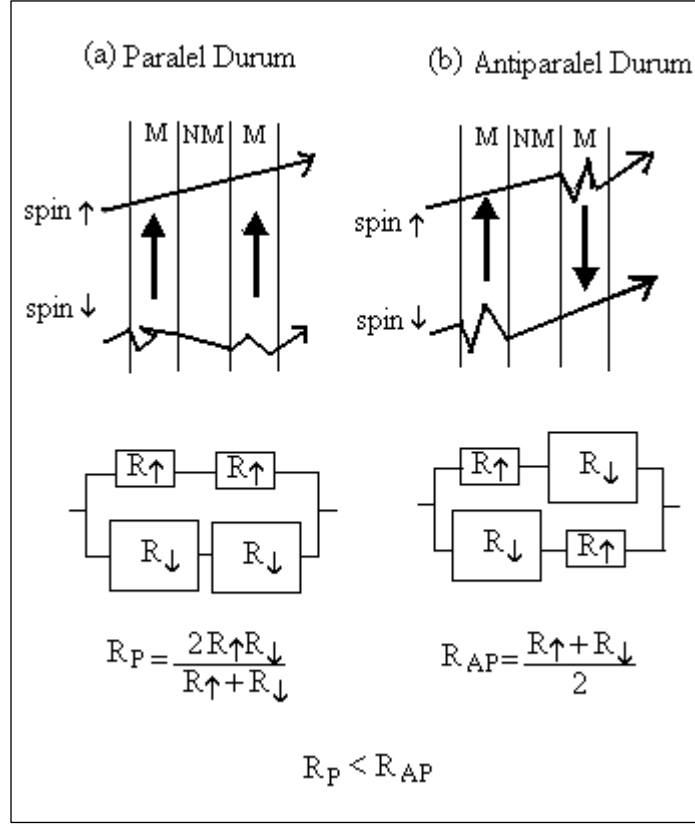 (a) Paralel Durum
M NM M
spin ↑
spin ↓
R↑ R↑
R↓ R↓
R_P = 2R↑R↓ / R↑ + R↓
(b) Antiparalel Durum
M NM M
spin ↑
spin ↓
R↑ R↓
R↓ R↑
R_AP = R↑ + R↓ / 2
R_P < R_AP